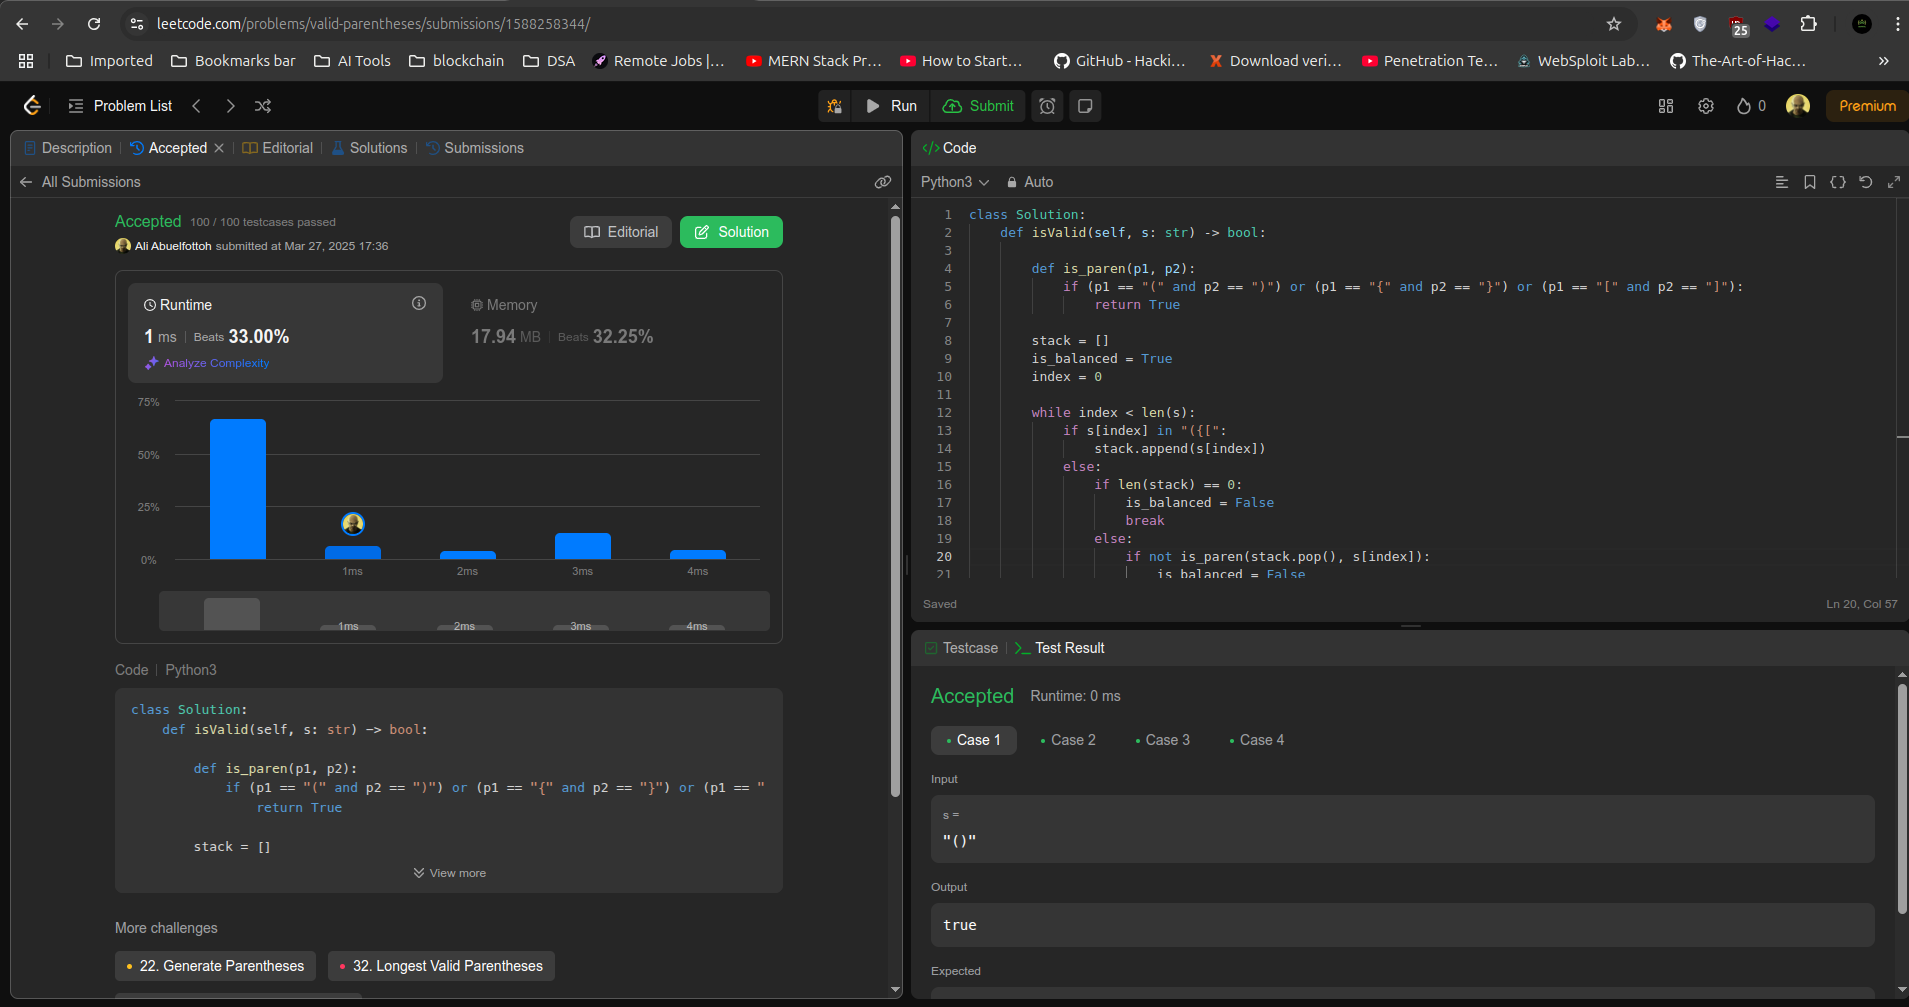 leetcode.com/problems/valid-parentheses/submissions/1588258344/
25
Imported
Bookmarks bar
AI Tools
blockchain
DSA
Remote Jobs |...
MERN Stack Pr...
How to Start...
GitHub - Hacki...
Download veri...
Penetration Te...
WebSploit Lab...
The-Art-of-Hac...
Problem List
Run
Submit
0
Premium
Description
Accepted
Editorial
Solutions
Submissions
All Submissions
Accepted 100 / 100 testcases passed
Ali Abuelfottoh submitted at Mar 27, 2025 17:36
Editorial
Solution
Runtime
1 ms | Beats 33.00%
Analyze Complexity
Memory
17.94 MB | Beats 32.25%
75%
50%
25%
0%
1ms 2ms 3ms 4ms
1ms 2ms 3ms 4ms
Code | Python3
class Solution:
def isValid(self, s: str) -> bool:
def is_paren(p1, p2):
if (p1 == "(" and p2 == ")") or (p1 == "{" and p2 == "}") or (p1 == "
return True
stack = []
View more
More challenges
22. Generate Parentheses
32. Longest Valid Parentheses
</> Code
Python3
Auto
1 class Solution:
2 def isValid(self, s: str) -> bool:
3
4 def is_paren(p1, p2):
5 if (p1 == "(" and p2 == ")") or (p1 == "{" and p2 == "}") or (p1 == "[" and p2 == "]"):
6 return True
7
8 stack = []
9 is_balanced = True
10 index = 0
11
12 while index < len(s):
13 if s[index] in "({[":
14 stack.append(s[index])
15 else:
16 if len(stack) == 0:
17 is_balanced = False
18 break
19 else:
20 if not is_paren(stack.pop(), s[index]):
21 is_balanced = False
Saved
Ln 20, Col 57
Testcase
Test Result
Accepted Runtime: 0 ms
Case 1
Case 2
Case 3
Case 4
Input
s =
"()"
Output
true
Expected